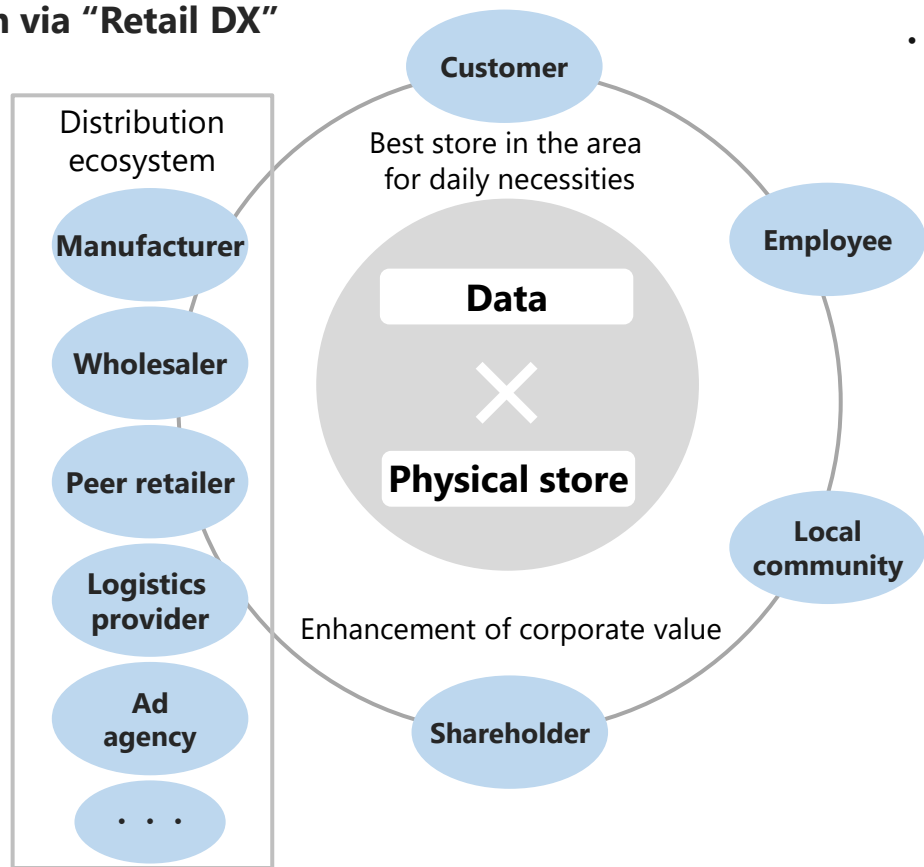 via “Retail DX”
Customer
Distribution
ecosystem
Best store in the area
for daily necessities
Manufacturer
Employee
Data
×
Wholesaler
Physical store
Peer retailer
Local
community
Logistics
provider
Enhancement of corporate value
Ad
agency
Shareholder
・・・